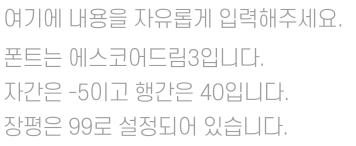 여기에 내용을 자유롭게 입력해주세요.
폰트는 에스코어드림3입니다.
자간은 -5이고 행간은 40입니다.
장평은 99로 설정되어 있습니다.